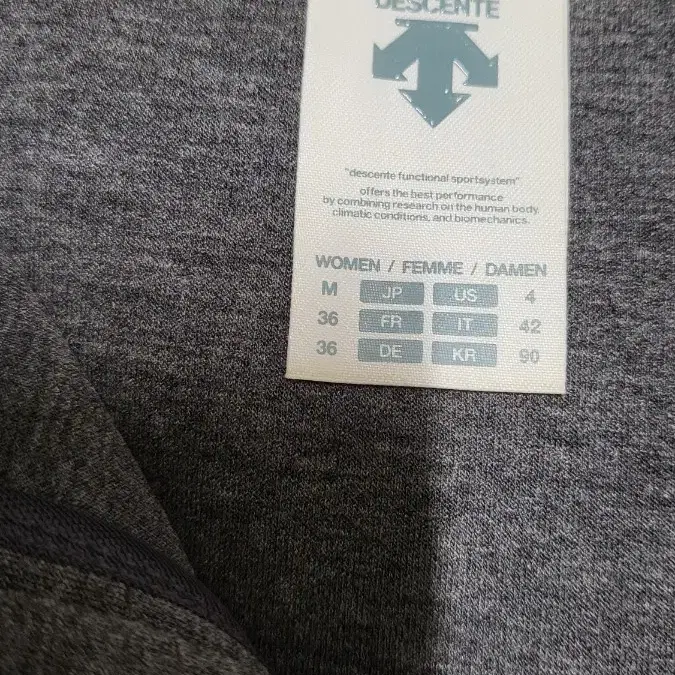 DESCENTE
"descente functional sportsystem"
offers the best performance
by combining research on the human body,
climatic conditions, and biomechanics.
WOMEN / FEMME / DAMEN
M JP US 4
36 FR IT 42
36 DE KR 90